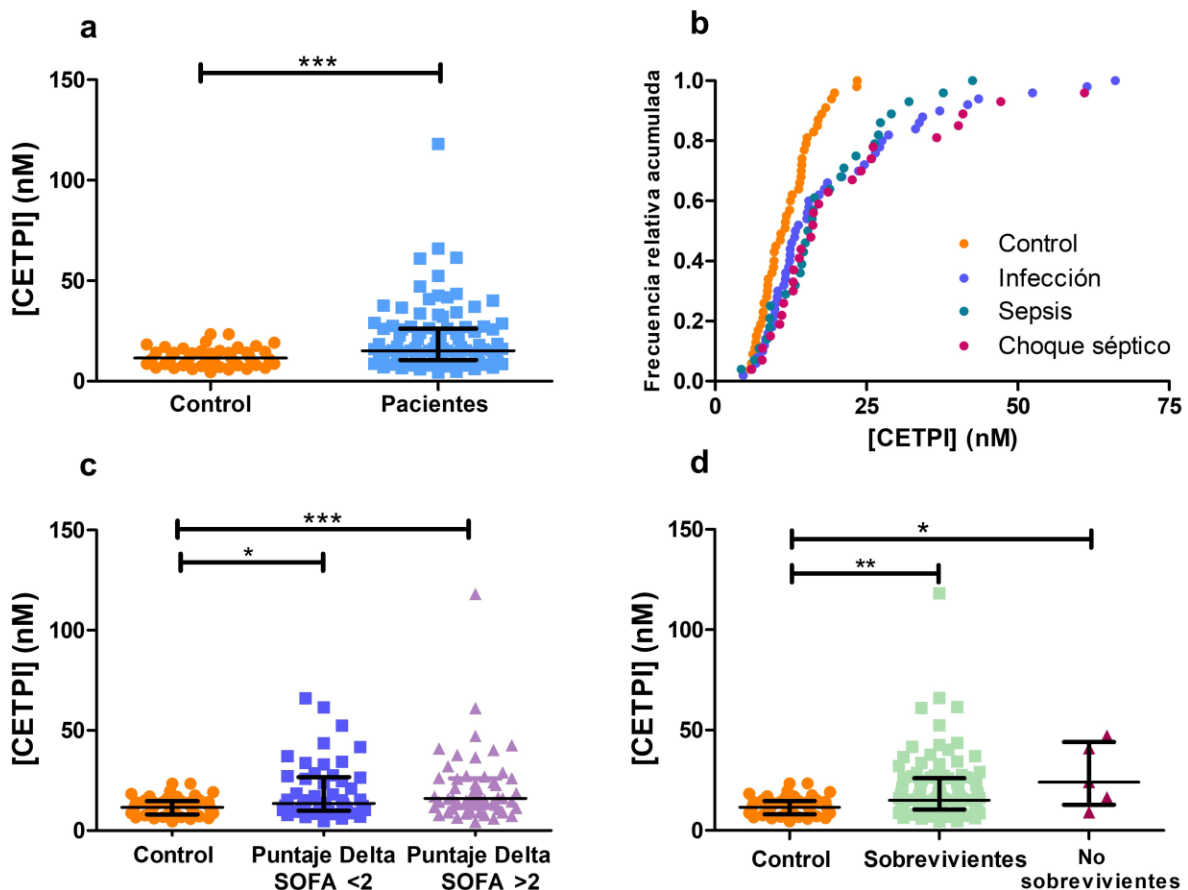 a
***
[CETPI] (nM)
150
100
50
0
Control
Pacientes
b
Frecuencia relativa acumulada
1.0
0.8
0.6
0.4
0.2
0.0
Control
Infección
Sepsis
Choque séptico
0
25
50
75
[CETPI] (nM)
c
***
*
[CETPI] (nM)
150
100
50
0
Control
Puntaje Delta
SOFA <2
Puntaje Delta
SOFA >2
d
*
**
[CETPI] (nM)
150
100
50
0
Control
Sobrevivientes
No
sobrevivientes